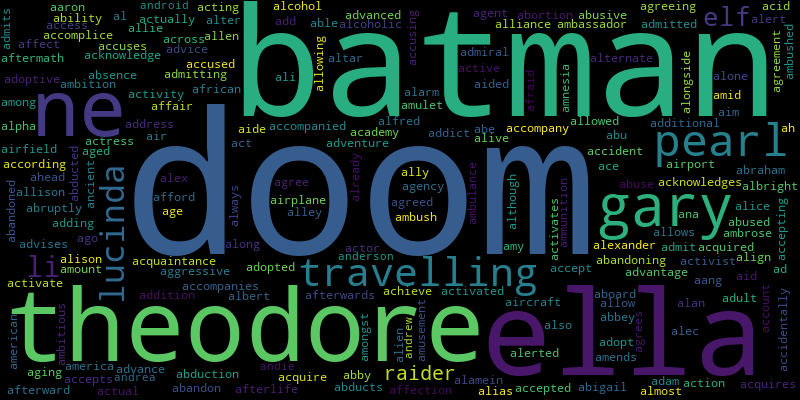 admits aaron ability access accomplice allie accuses acknowledge
al android actually alter across acting allen advice
alcohol add able advanced alcoholic agent abortion abusive
alliance ambassador agreeing admitted elf alert acid
aftermath affect absence admitting accused african affair
batman
ali altar allowing accusing admiral active aided afraid amnesia
alternate alongside alone amid agreement ambushed
adoptive ambition among alpha ne activity address
alarm amulet alfred academy adventure aide accompanied act
addict abe alive accompany allowed abu additional aim ah
airfield according actress aged air
pearl
ahead allison abruptly adding abandoned abducted ancient
alex afford age always
doom
agree airplane alley already ally agency agreed ambush ambulance
although activates ammunition accident ace abuse airport
acknowledges abraham albright alice
gary
ana abused ambrose acquired accepting
lucinda
advises ago alison amount li activate
acquaintance aggressive accompanies along adopted anderson actor
amy alexander admit allows abandoning activist align ad
travelling
accept advantage aang aid
american ambitious addition albert afterwards achieve activated
aircraft aboard allow alan adult account accidentally
theodore
amongst alien andrew amusement
ella
alerted also abbey adopt amends agrees alec
aging america accepts advance andrea abduction andie
afterward actual abandon afterlife acquire abby abducts
raider
affection alamein alias accepted abigail adam almost action acquires